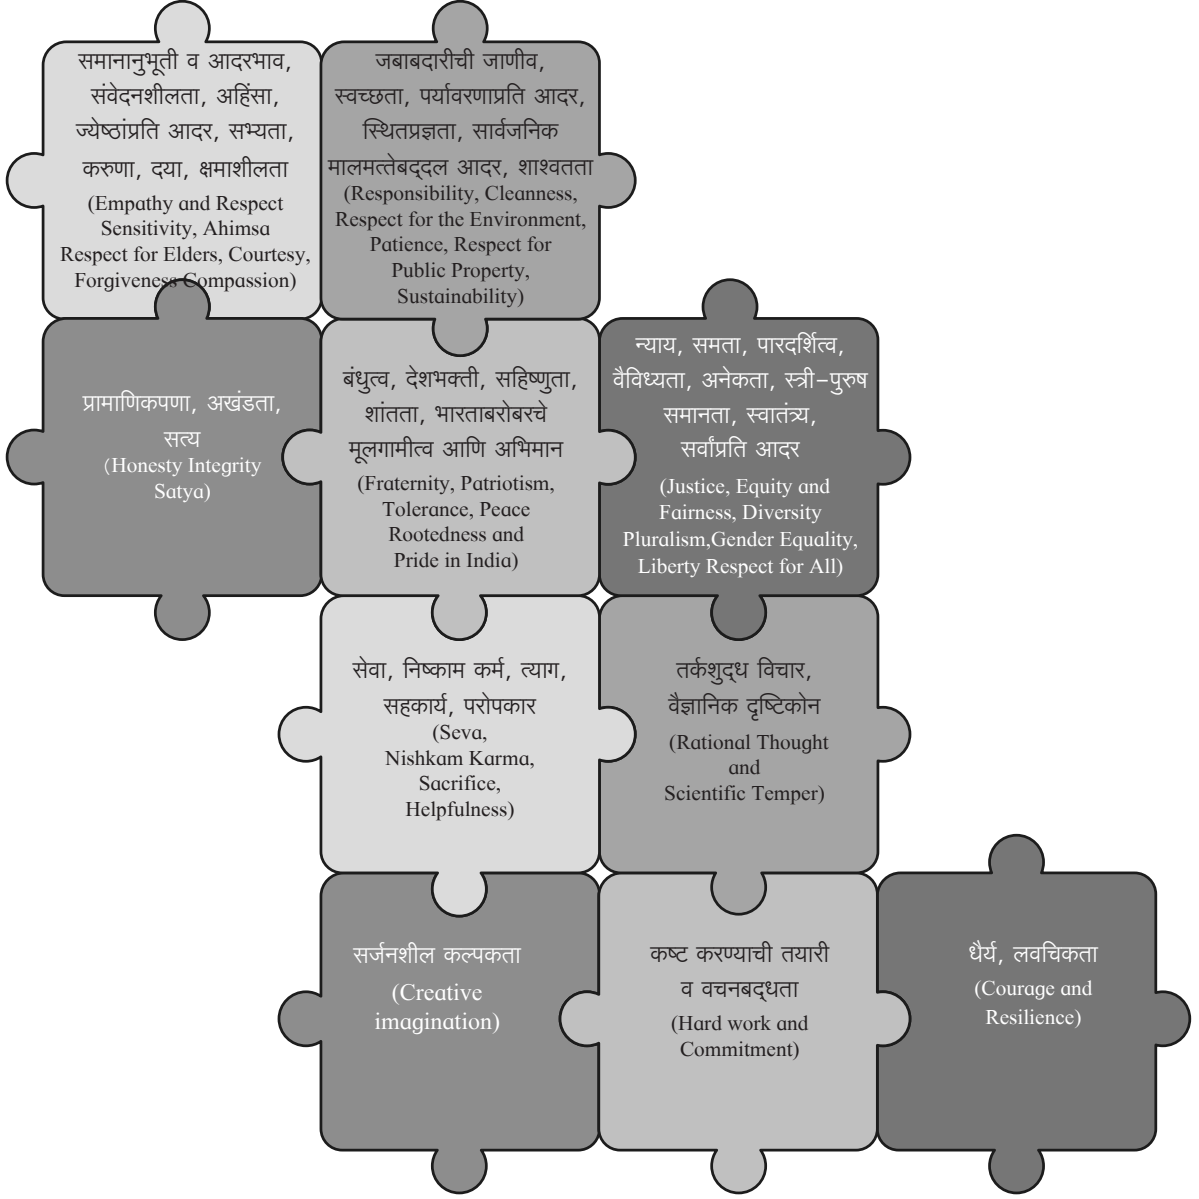 समानानुभूती व आदरभाव,
संवेदनशीलता, अहिंसा,
ज्येष्ठांप्रति आदर, सभ्यता,
करुणा, दया, क्षमाशीलता
(Empathy and Respect
Sensitivity, Ahimsa
Respect for Elders, Courtesy,
Forgiveness Compassion)
जबाबदारीची जाणीव,
स्वच्छता, पर्यावरणाप्रति आदर,
स्थितप्रज्ञता, सार्वजनिक
मालमत्तेबद्दल आदर, शाश्वतता
(Responsibility, Cleanness,
Respect for the Environment,
Patience, Respect for
Public Property,
Sustainability)
प्रामाणिकपणा, अखंडता,
सत्य
(Honesty Integrity
Satya)
बंधुत्व, देशभक्ती, सहिष्णुता,
शांतता, भारताबरोबरचे
मूलगामीत्व आणि अभिमान
(Fraternity, Patriotism,
Tolerance, Peace
Rootedness and
Pride in India)
न्याय, समता, पारदर्शित्व,
वैविध्यता, अनेकता, स्त्री-पुरुष
समानता, स्वातंत्र्य,
सर्वांप्रति आदर
(Justice, Equity and
Fairness, Diversity
Pluralism,Gender Equality,
Liberty Respect for All)
सेवा, निष्काम कर्म, त्याग,
सहकार्य, परोपकार
(Seva,
Nishkam Karma,
Sacrifice,
Helpfulness)
तर्कशुद्ध विचार,
वैज्ञानिक दृष्टिकोन
(Rational Thought
and
Scientific Temper)
सर्जनशील कल्पकता
(Creative
imagination)
कष्ट करण्याची तयारी
व वचनबद्धता
(Hard work and
Commitment)
धैर्य, लवचिकता
(Courage and
Resilience)